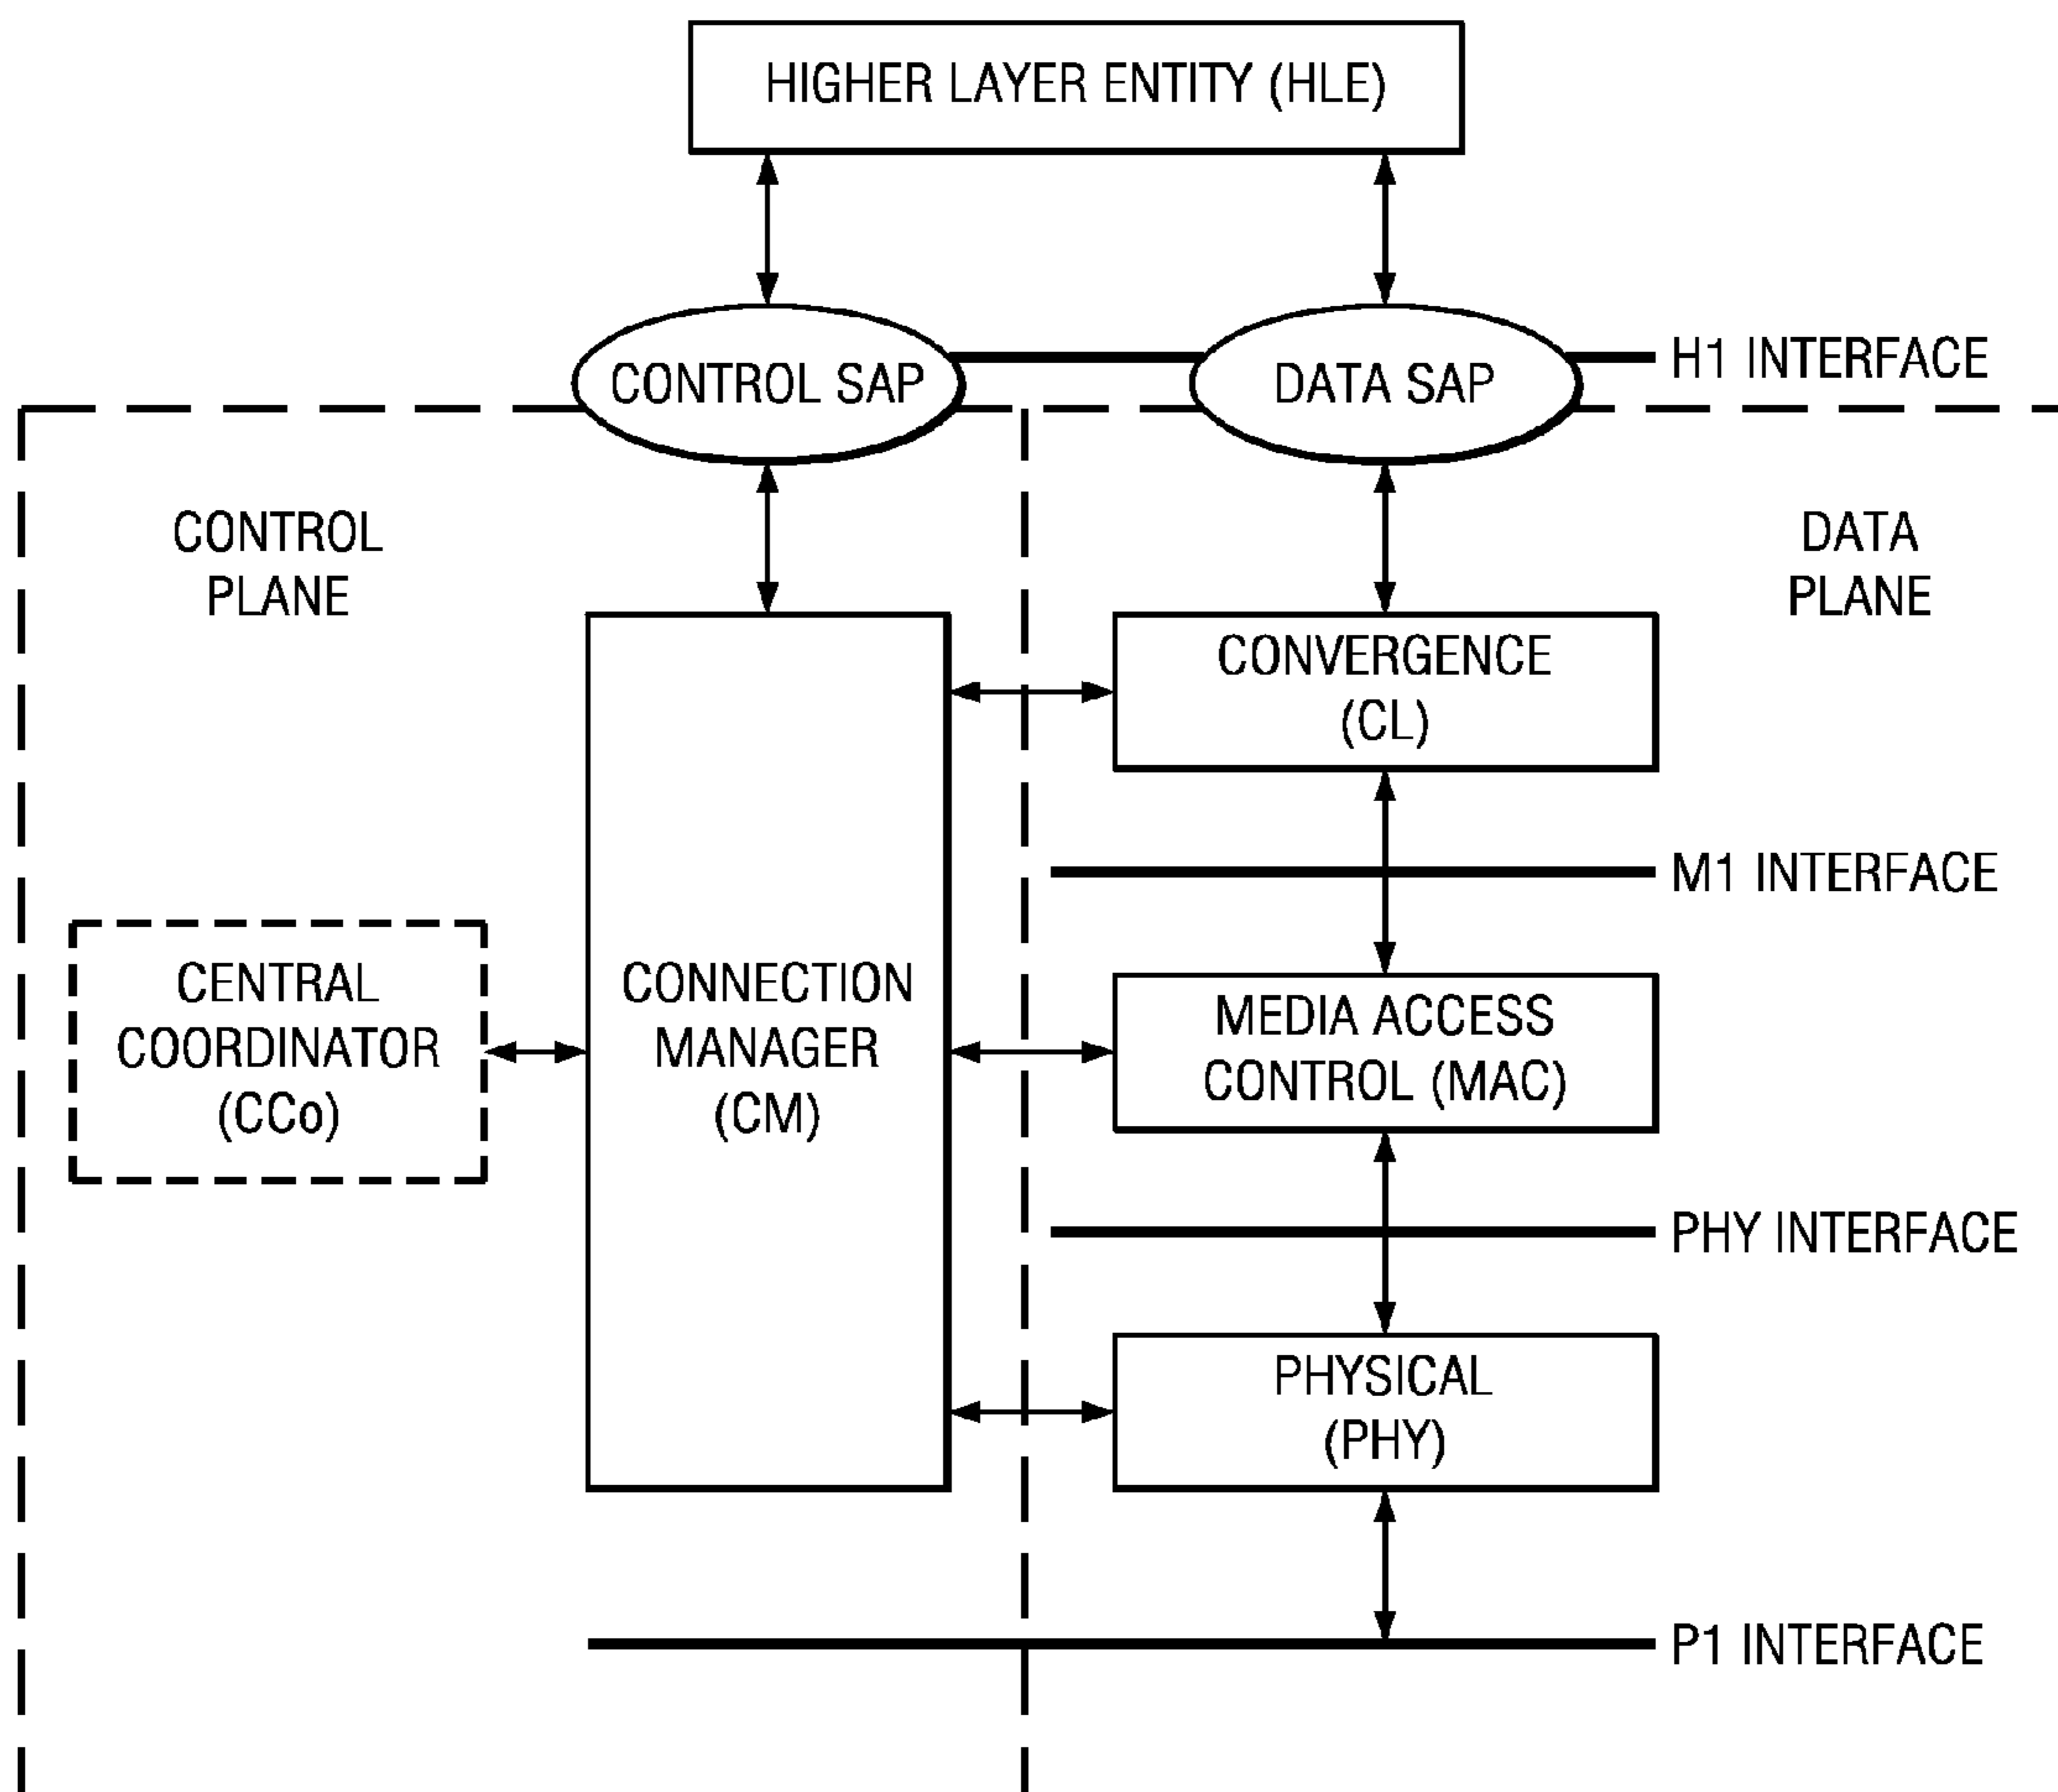 HIGHER LAYER ENTITY (HLE)
CONTROL SAP
DATA SAP
H1 INTERFACE
CONTROL
PLANE
DATA
PLANE
CONVERGENCE
(CL)
M1 INTERFACE
CENTRAL
COORDINATOR
(CCo)
CONNECTION
MANAGER
(CM)
MEDIA ACCESS
CONTROL (MAC)
PHY INTERFACE
PHYSICAL
(PHY)
P1 INTERFACE